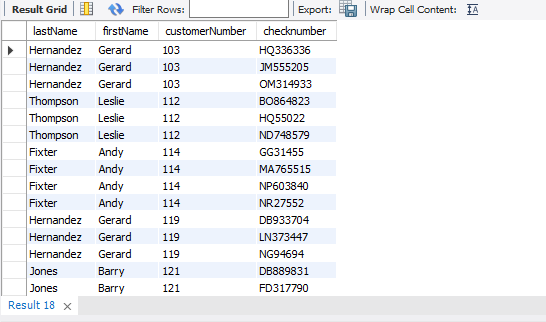 Result Grid Filter Rows: Export: Wrap Cell Content: IA
lastName firstName customerNumber checknumber
Hernandez Gerard 103 HQ336336
Hernandez Gerard 103 JM555205
Hernandez Gerard 103 OM314933
Thompson Leslie 112 BO864823
Thompson Leslie 112 HQ55022
Thompson Leslie 112 ND748579
Fixter Andy 114 GG31455
Fixter Andy 114 MA765515
Fixter Andy 114 NP603840
Fixter Andy 114 NR27552
Hernandez Gerard 119 DB933704
Hernandez Gerard 119 LN373447
Hernandez Gerard 119 NG94694
Jones Barry 121 DB889831
Jones Barry 121 FD317790
Result 18 ×